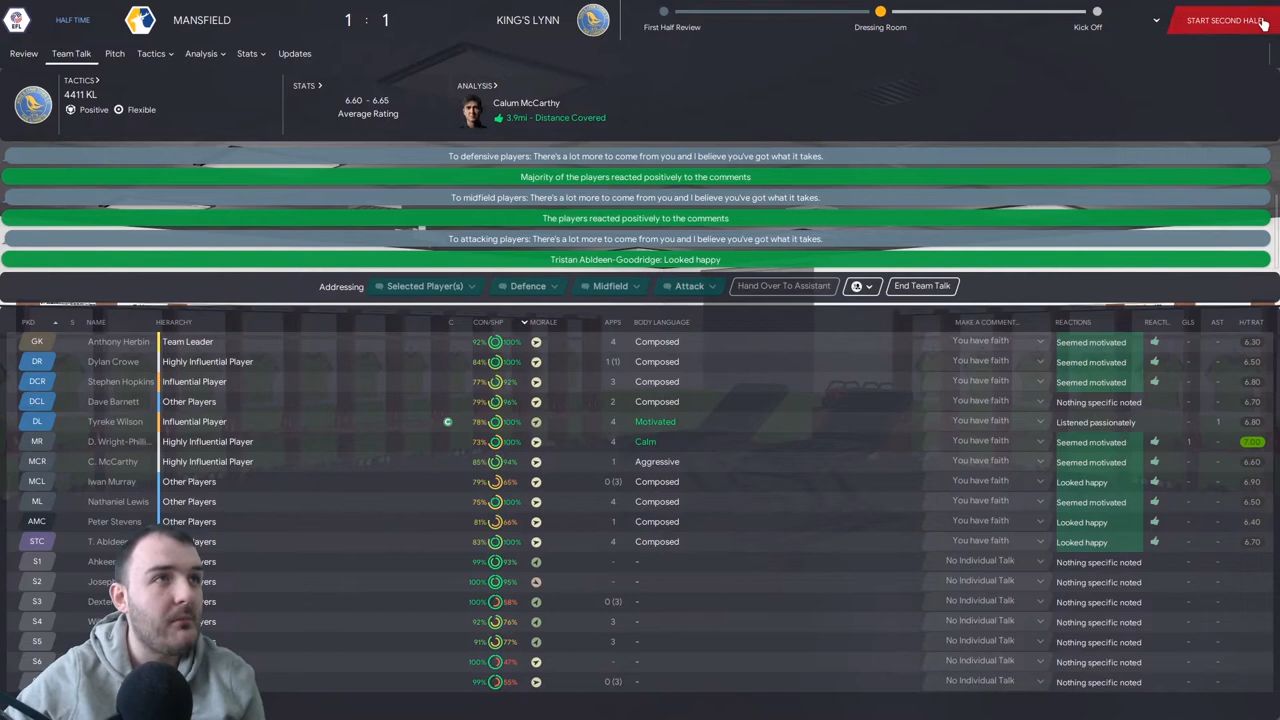 EFL HALF TIME MANSFIELD 1 : 1 KING'S LYNN START SECOND HALF
First Half Review Dressing Room Kick Off
Review Team Talk Pitch Tactics Analysis Stats Updates
TACTICS STATS ANALYSIS
4411 KL 6.60 - 6.65 Calum McCarthy
Positive Flexible Average Rating 3.9mi - Distance Covered
To defensive players: There's a lot more to come from you and I believe you've got what it takes.
Majority of the players reacted positively to the comments
To midfield players: There's a lot more to come from you and I believe you've got what it takes.
The players reacted positively to the comments
To attacking players: There's a lot more to come from you and I believe you've got what it takes.
Tristan Abldeen-Goodridge: Looked happy
Addressing Selected Player(s) Defence Midfield Attack Hand Over To Assistant End Team Talk
PKD S NAME HIERARCHY C CON/SHP MORALE APPS BODY LANGUAGE MAKE A COMMENT... REACTIONS REACTI... GLS AST H/T RAT
GK Anthony Herbin Team Leader 92% 100% 4 Composed You have faith Seemed motivated - - 6.30
DR Dylan Crowe Highly Influential Player 84% 100% 1 (1) Composed You have faith Seemed motivated - - 6.50
DCR Stephen Hopkins Influential Player 77% 92% 3 Composed You have faith Seemed motivated - - 6.80
DCL Dave Barnett Other Players 79% 96% 2 Composed You have faith Nothing specific noted - - 6.70
DL Tyreke Wilson Influential Player C 78% 100% 4 Motivated You have faith Listened passionately - 1 6.80
MR D. Wright-Philli... Highly Influential Player 73% 100% 4 Calm You have faith Seemed motivated 1 - 7.00
MCR C. McCarthy Highly Influential Player 85% 94% 1 Aggressive You have faith Seemed motivated - - 6.60
MCL Iwan Murray Other Players 79% 65% 0 (3) Composed You have faith Looked happy - - 6.90
ML Nathaniel Lewis Other Players 75% 100% 4 Composed You have faith Seemed motivated - - 6.50
AMC Peter Stevens Other Players 81% 66% 1 Composed You have faith Looked happy - - 6.40
STC T. Abldee ers 83% 100% 4 Composed You have faith Looked happy - - 6.70
S1 Ahkee ers 99% 93% - - No Individual Talk Nothing specific noted - - -
S2 Josep ers 100% 95% - - No Individual Talk Nothing specific noted - - -
S3 Dexte ers 100% 58% 0 (3) - No Individual Talk Nothing specific noted - - -
S4 Wi ers 92% 76% 3 - No Individual Talk Nothing specific noted - - -
S5 ers 91% 77% 3 - No Individual Talk Nothing specific noted - - -
S6 ers 100% 47% - - No Individual Talk Nothing specific noted - - -
ers 99% 55% 0 (3) - No Individual Talk Nothing specific noted - - -